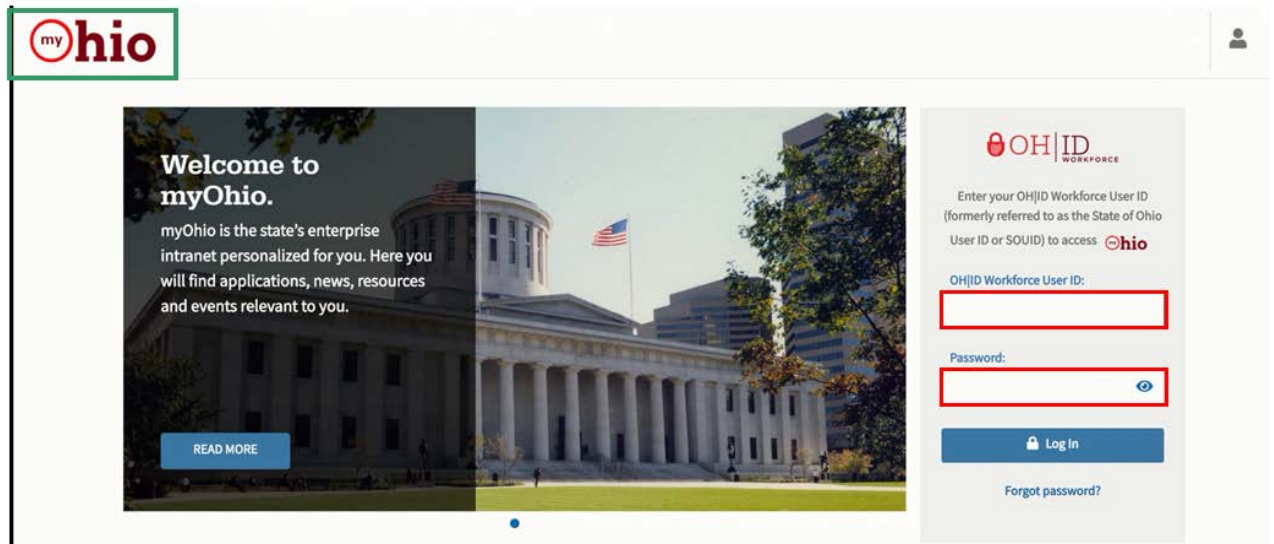 myOhio
Welcome to
myOhio.
myOhio is the state's enterprise
intranet personalized for you. Here you
will find applications, news, resources
and events relevant to you.
READ MORE
OH|ID
WORKFORCE
Enter your OH|ID Workforce User ID
(formerly referred to as the State of Ohio
User ID or SOUID) to access myOhio
OH|ID Workforce User ID:
Password:
Log In
Forgot password?